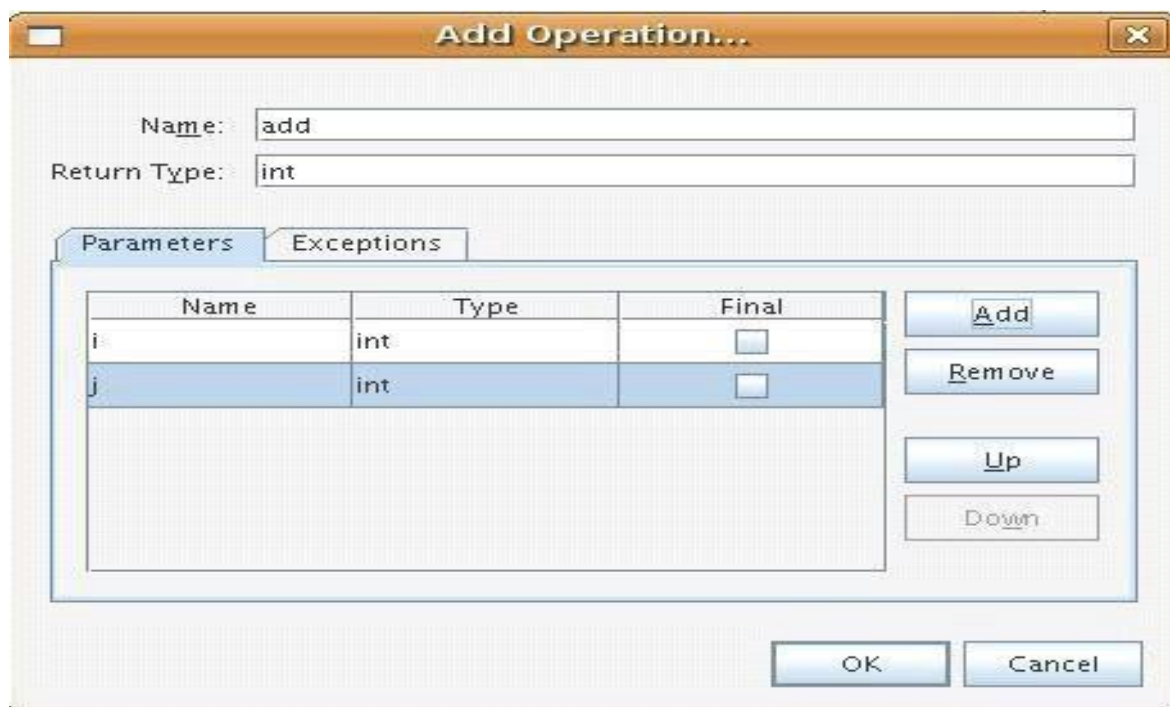 Add Operation...
Name: add
Return Type: int
Parameters Exceptions
Name Type Final
i int
j int
Add
Remove
Up
Down
OK Cancel